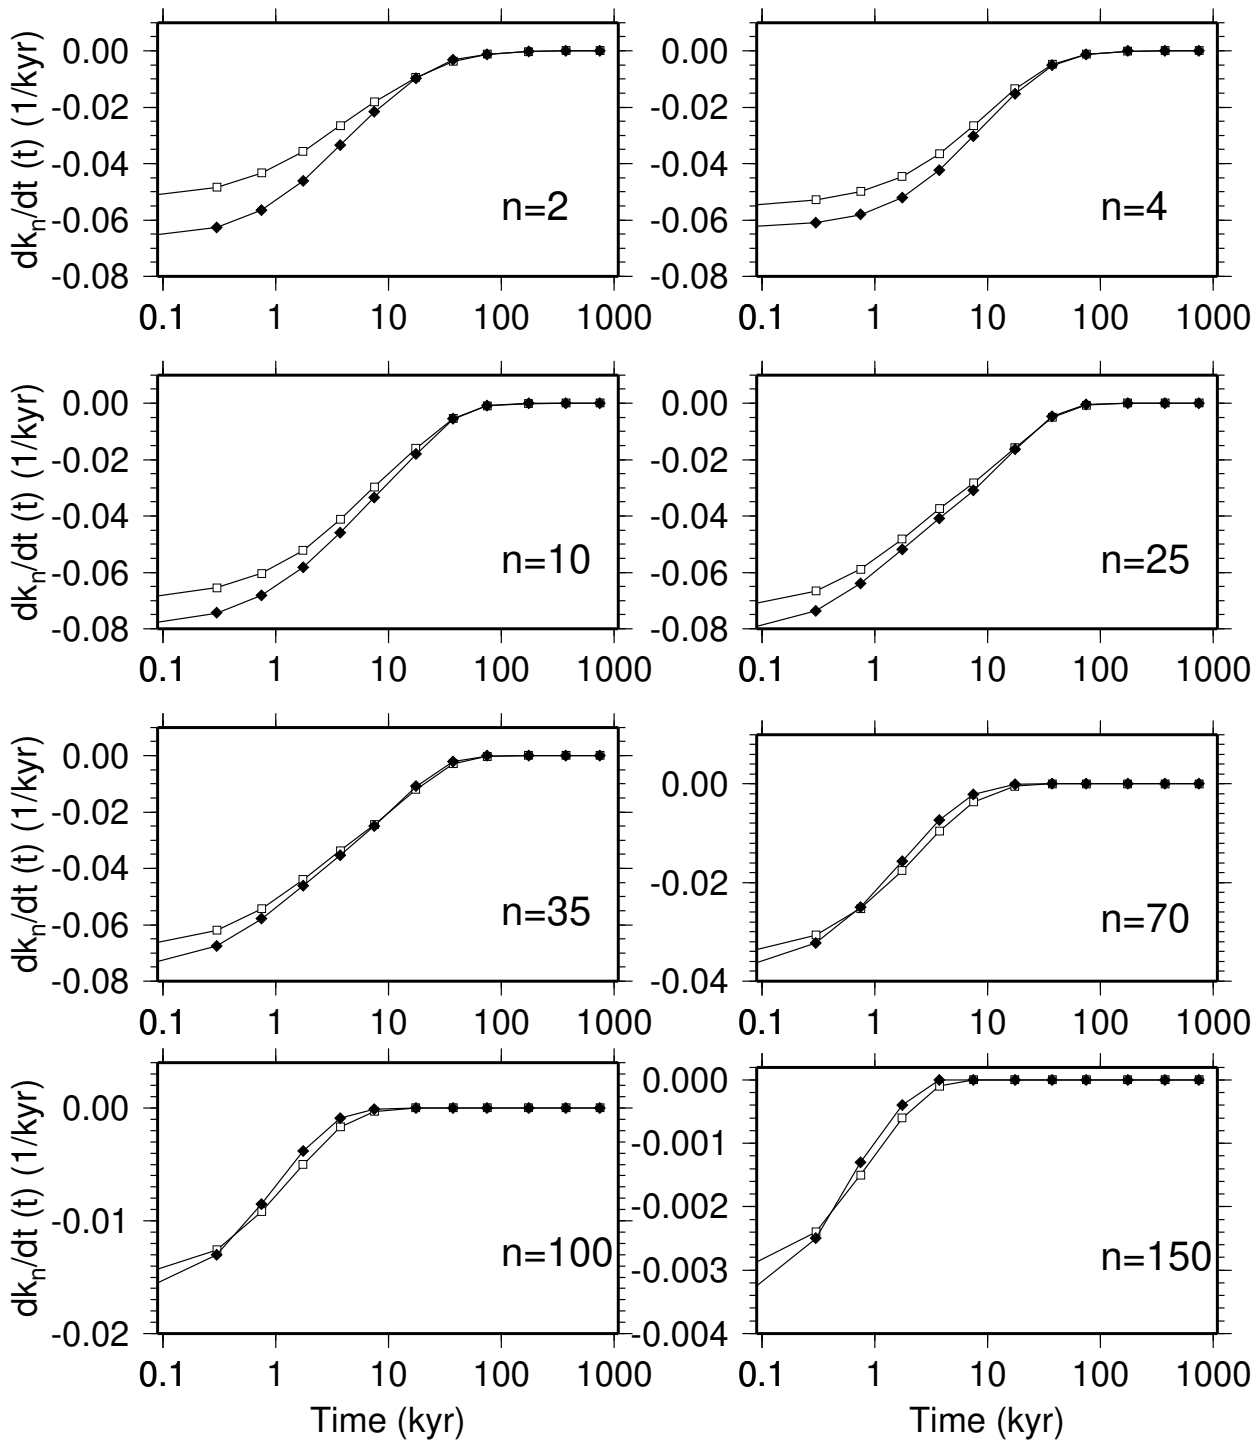 dkn/dt (t) (1/kyr)
0.00
-0.02
-0.04
-0.06
-0.08
0.1 1 10 100 1000
n=2
0.00
-0.02
-0.04
-0.06
-0.08
0.1 1 10 100 1000
n=4
dkn/dt (t) (1/kyr)
0.00
-0.02
-0.04
-0.06
-0.08
0.1 1 10 100 1000
n=10
0.00
-0.02
-0.04
-0.06
-0.08
0.1 1 10 100 1000
n=25
dkn/dt (t) (1/kyr)
0.00
-0.02
-0.04
-0.06
-0.08
0.1 1 10 100 1000
n=35
0.00
-0.02
-0.04
0.1 1 10 100 1000
n=70
dkn/dt (t) (1/kyr)
0.00
-0.01
-0.02
0.1 1 10 100 1000
n=100
Time (kyr)
0.000
-0.001
-0.002
-0.003
-0.004
0.1 1 10 100 1000
n=150
Time (kyr)